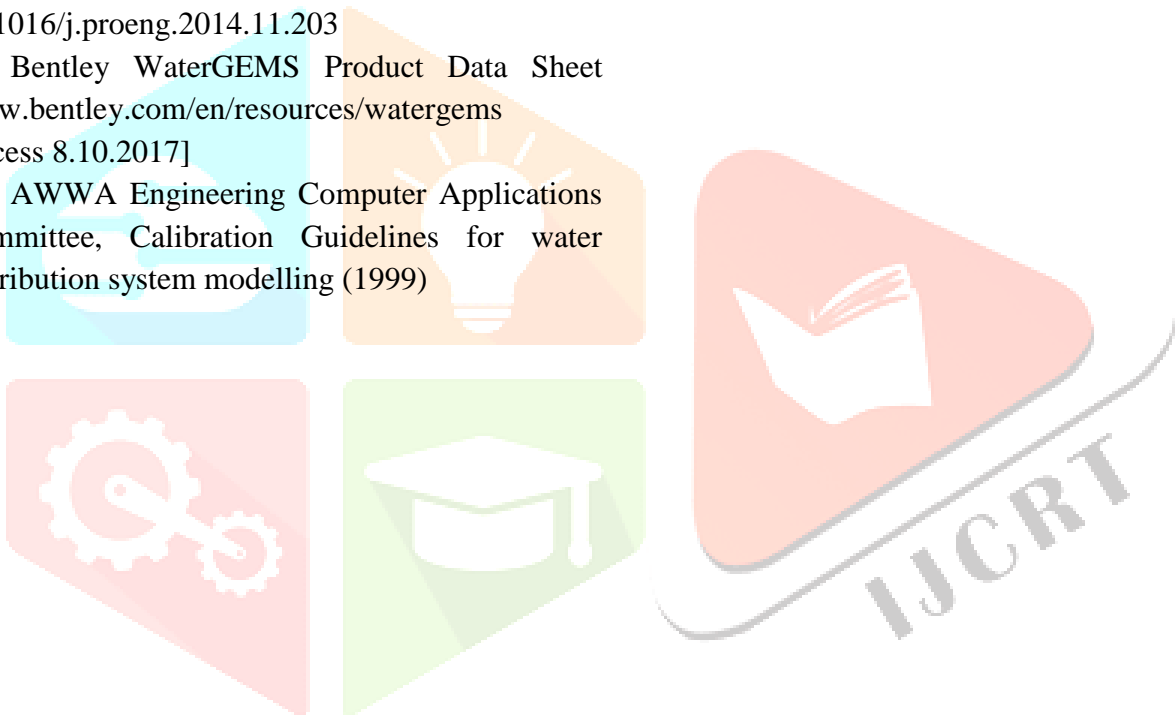 1016/j.proeng.2014.11.203
Bentley WaterGEMS Product Data Sheet
w.bentley.com/en/resources/watergems
cess 8.10.2017]
AWWA Engineering Computer Applications
mmittee, Calibration Guidelines for water
ribution system modelling (1999)
IJCRT